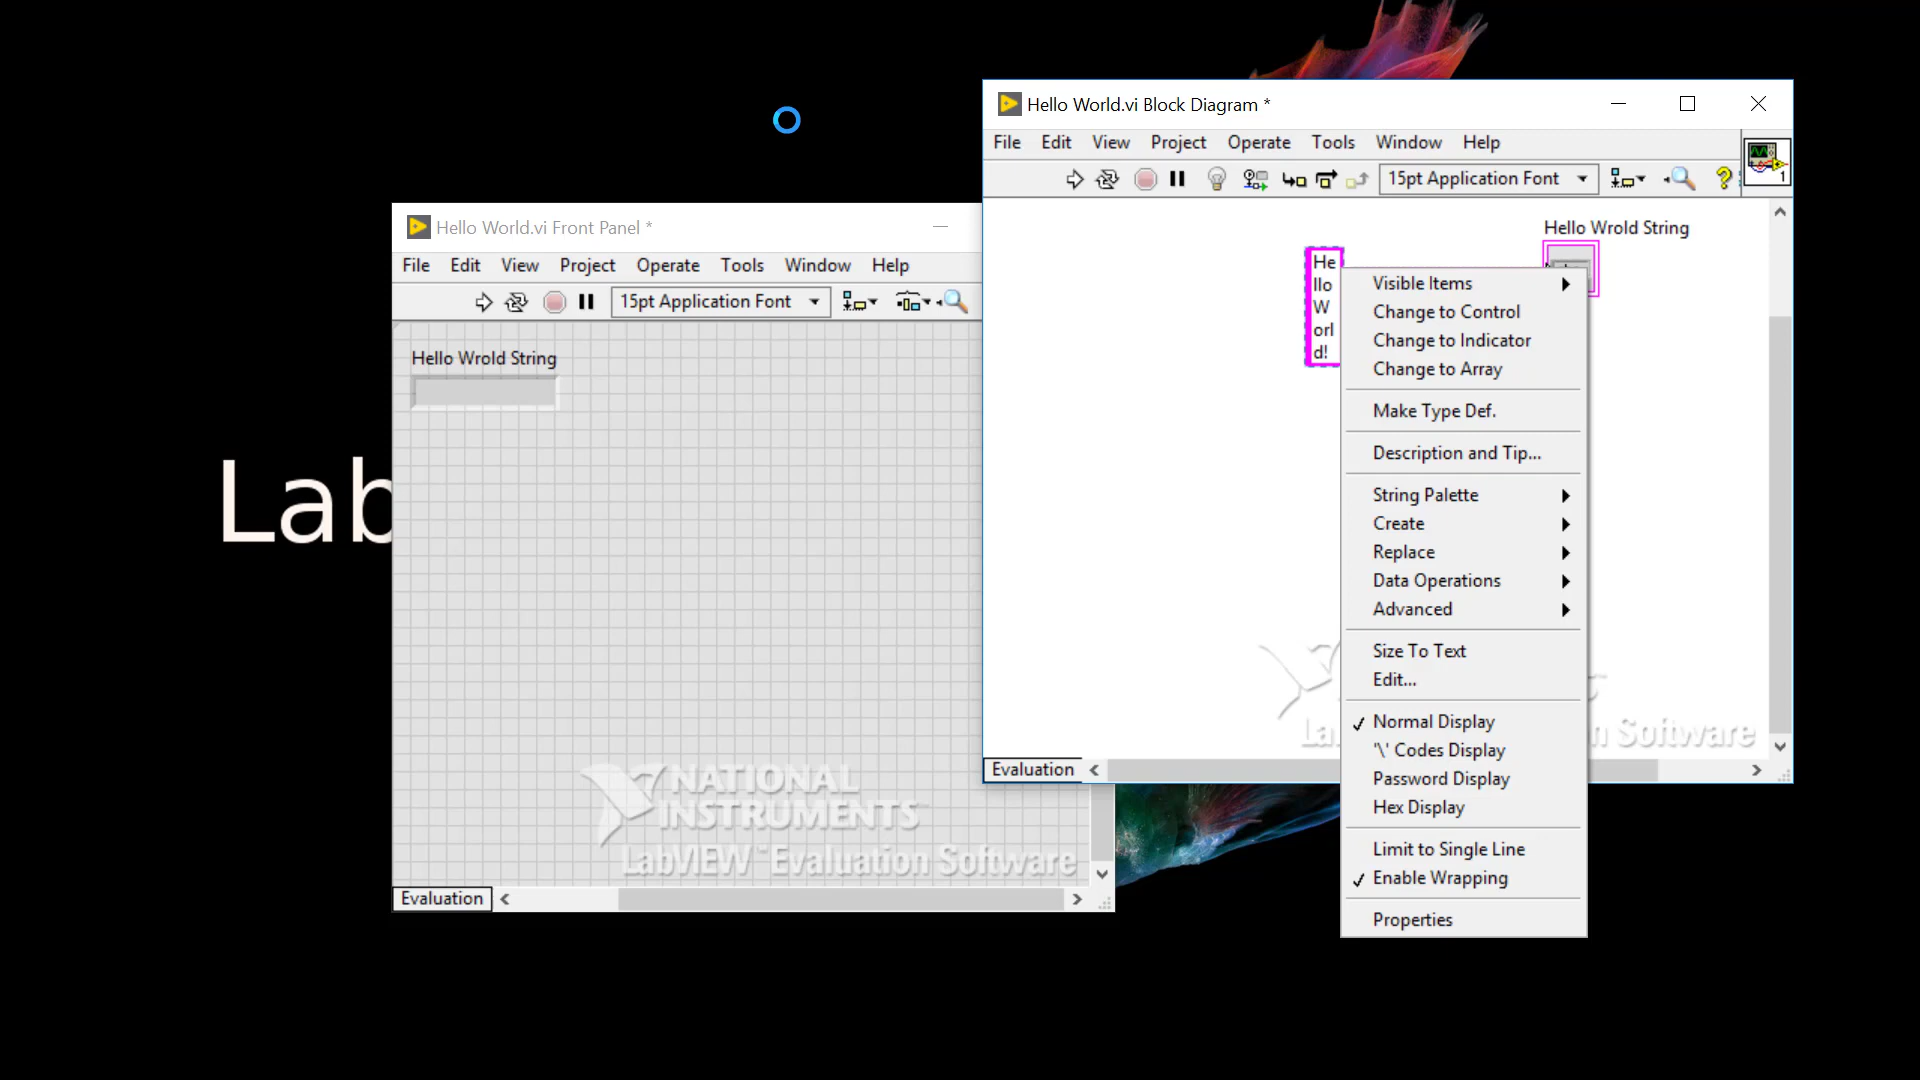 Hello World.vi Block Diagram *
File Edit View Project Operate Tools Window Help
15pt Application Font
1
Hello World.vi Front Panel *
File Edit View Project Operate Tools Window Help
15pt Application Font
Hello Wrold String
Hello Wrold String
He
llo
W
orl
d!
Visible Items
Change to Control
Change to Indicator
Change to Array
Make Type Def.
Description and Tip...
String Palette
Create
Replace
Data Operations
Advanced
Size To Text
Edit...
Normal Display
'\' Codes Display
Password Display
Hex Display
Limit to Single Line
Enable Wrapping
Properties
Lab
NATIONAL
INSTRUMENTS
LabVIEW™ Evaluation Software
Software
Evaluation
Evaluation